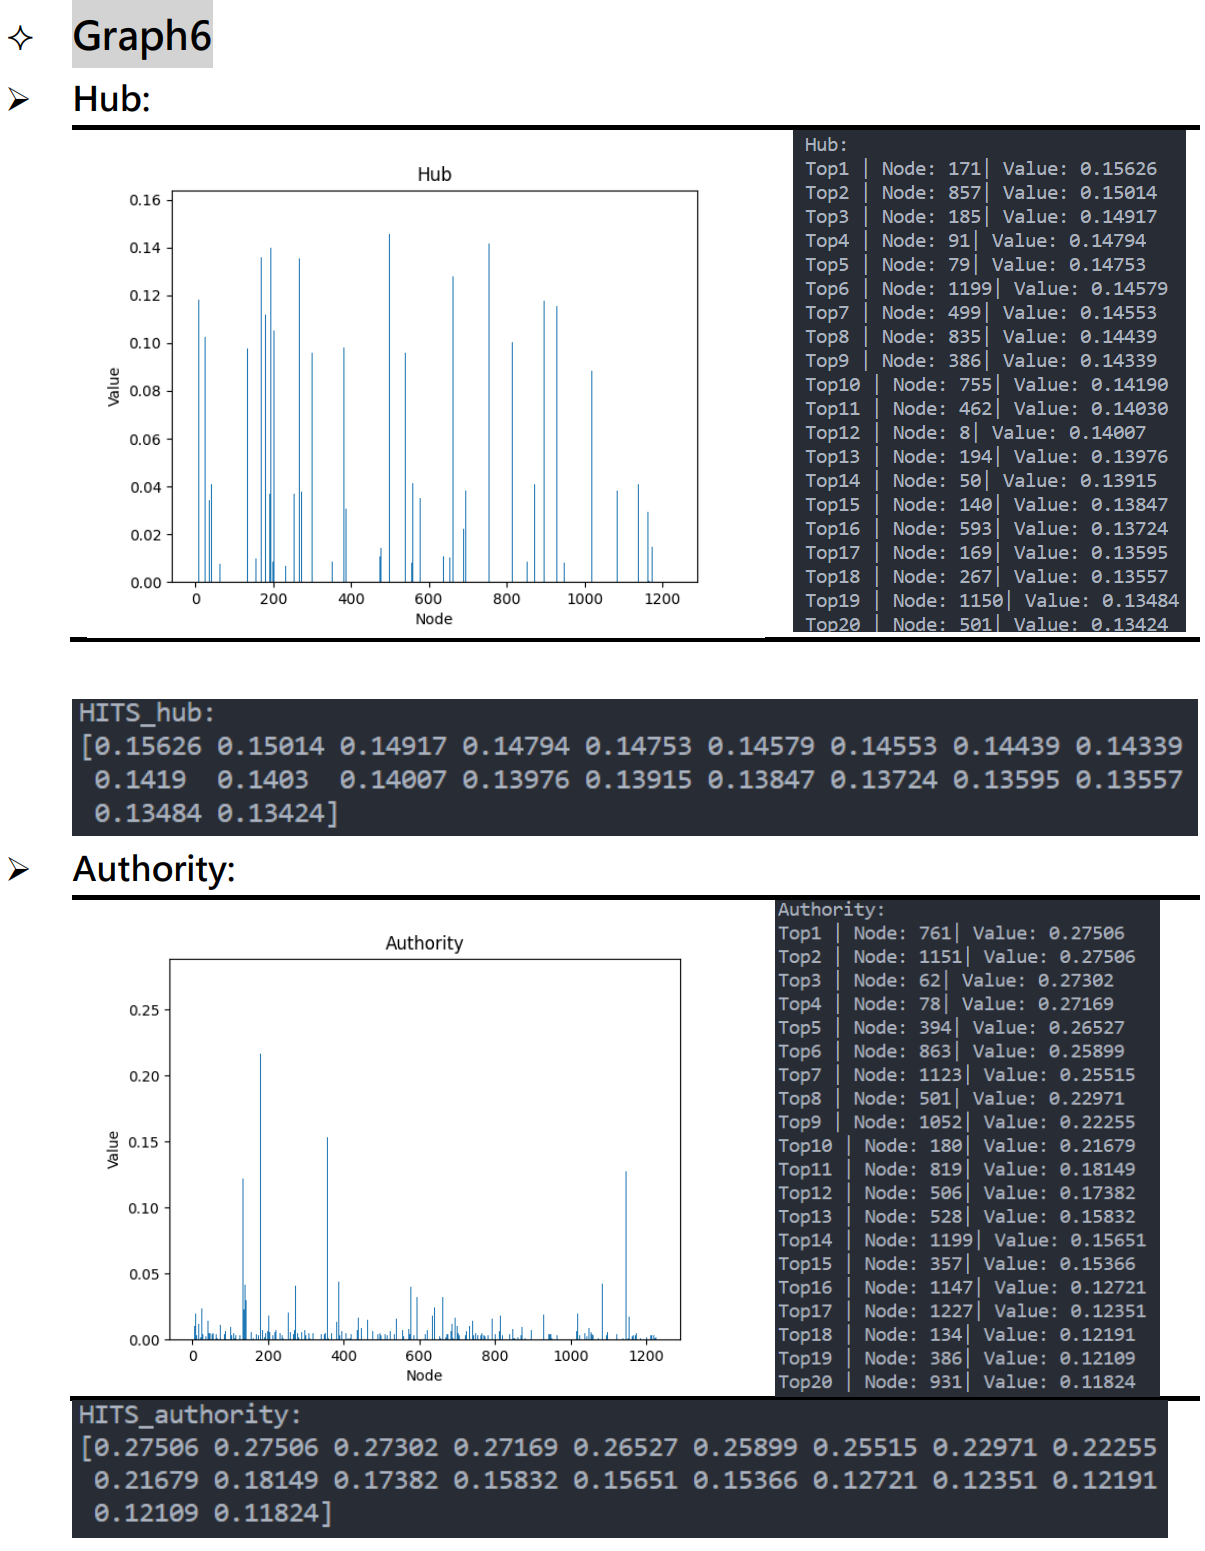 Graph6
Hub:
Hub
0.16
0.14
0.12
0.10
0.08
0.06
0.04
0.02
0.00
Value
0 200 400 600 800 1000 1200
Node
Hub:
Top1 | Node: 171| Value: 0.15626
Top2 | Node: 857| Value: 0.15014
Top3 | Node: 185| Value: 0.14917
Top4 | Node: 91| Value: 0.14794
Top5 | Node: 79| Value: 0.14753
Top6 | Node: 1199| Value: 0.14579
Top7 | Node: 499| Value: 0.14553
Top8 | Node: 835| Value: 0.14439
Top9 | Node: 386| Value: 0.14339
Top10 | Node: 755| Value: 0.14190
Top11 | Node: 462| Value: 0.14030
Top12 | Node: 8| Value: 0.14007
Top13 | Node: 194| Value: 0.13976
Top14 | Node: 50| Value: 0.13915
Top15 | Node: 140| Value: 0.13847
Top16 | Node: 593| Value: 0.13724
Top17 | Node: 169| Value: 0.13595
Top18 | Node: 267| Value: 0.13557
Top19 | Node: 1150| Value: 0.13484
Top20 | Node: 501| Value: 0.13424
HITS_hub:
[0.15626 0.15014 0.14917 0.14794 0.14753 0.14579 0.14553 0.14439 0.14339
0.1419 0.1403 0.14007 0.13976 0.13915 0.13847 0.13724 0.13595 0.13557
0.13484 0.13424]
Authority:
Authority
0.25
0.20
0.15
0.10
0.05
0.00
Value
0 200 400 600 800 1000 1200
Node
Authority:
Top1 | Node: 761| Value: 0.27506
Top2 | Node: 1151| Value: 0.27506
Top3 | Node: 62| Value: 0.27302
Top4 | Node: 78| Value: 0.27169
Top5 | Node: 394| Value: 0.26527
Top6 | Node: 863| Value: 0.25899
Top7 | Node: 1123| Value: 0.25515
Top8 | Node: 501| Value: 0.22971
Top9 | Node: 1052| Value: 0.22255
Top10 | Node: 180| Value: 0.21679
Top11 | Node: 819| Value: 0.18149
Top12 | Node: 506| Value: 0.17382
Top13 | Node: 528| Value: 0.15832
Top14 | Node: 1199| Value: 0.15651
Top15 | Node: 357| Value: 0.15366
Top16 | Node: 1147| Value: 0.12721
Top17 | Node: 1227| Value: 0.12351
Top18 | Node: 134| Value: 0.12191
Top19 | Node: 386| Value: 0.12109
Top20 | Node: 931| Value: 0.11824
HITS_authority:
[0.27506 0.27506 0.27302 0.27169 0.26527 0.25899 0.25515 0.22971 0.22255
0.21679 0.18149 0.17382 0.15832 0.15651 0.15366 0.12721 0.12351 0.12191
0.12109 0.11824]